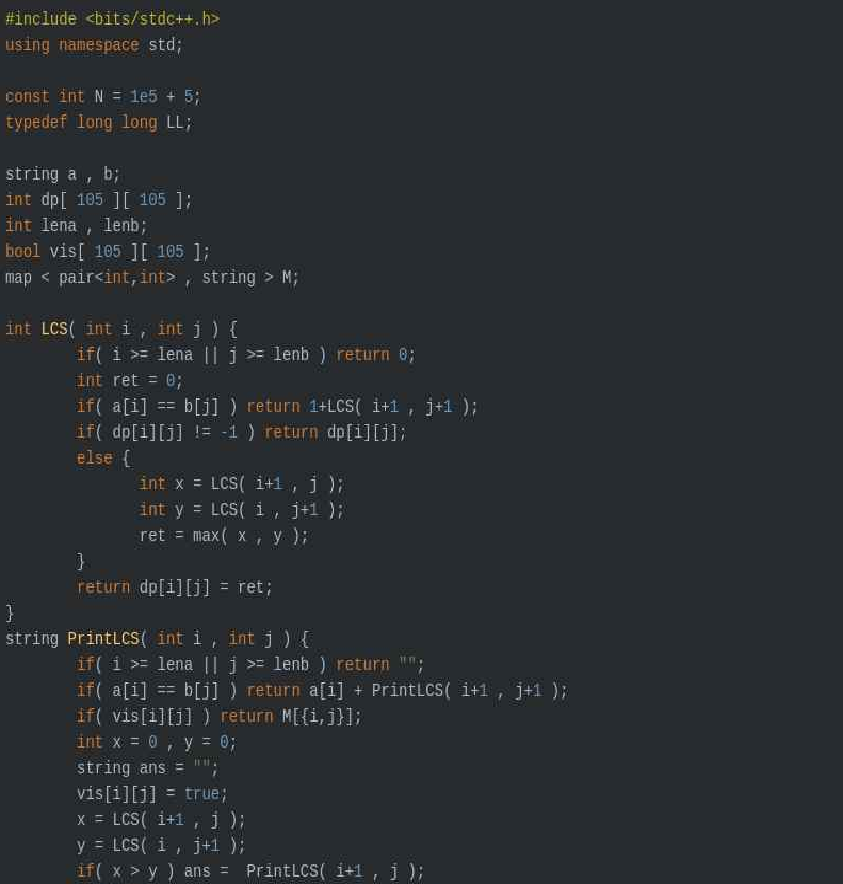 #include <bits/stdc++.h>
using namespace std;
const int N = 1e5 + 5;
typedef long long LL;
string a , b;
int dp[ 105 ][ 105 ];
int lena , lenb;
bool vis[ 105 ][ 105 ];
map < pair<int,int> , string > M;
int LCS( int i , int j ) {
if( i >= lena || j >= lenb ) return 0;
int ret = 0;
if( a[i] == b[j] ) return 1+LCS( i+1 , j+1 );
if( dp[i][j] != -1 ) return dp[i][j];
else {
int x = LCS( i+1 , j );
int y = LCS( i , j+1 );
ret = max( x , y );
}
return dp[i][j] = ret;
}
string PrintLCS( int i , int j ) {
if( i >= lena || j >= lenb ) return "";
if( a[i] == b[j] ) return a[i] + PrintLCS( i+1 , j+1 );
if( vis[i][j] ) return M[{i,j}];
int x = 0 , y = 0;
string ans = "";
vis[i][j] = true;
x = LCS( i+1 , j );
y = LCS( i , j+1 );
if( x > y ) ans =  PrintLCS( i+1 , j );